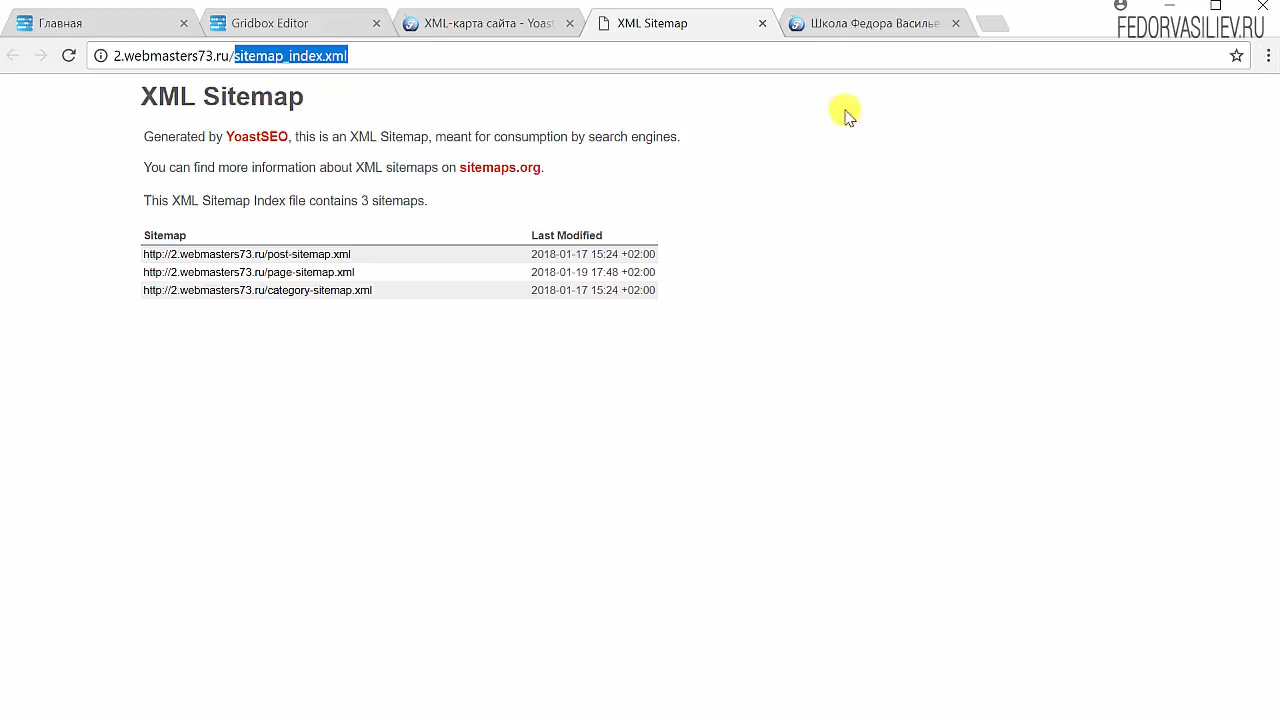 Главная
Gridbox Editor
XML-карта сайта - Yoast
XML Sitemap
Школа Федора Василье
FEDORVASILIEV.RU
2.webmasters73.ru/sitemap_index.xml
XML Sitemap
Generated by YoastSEO, this is an XML Sitemap, meant for consumption by search engines.
You can find more information about XML sitemaps on sitemaps.org.
This XML Sitemap Index file contains 3 sitemaps.
Sitemap Last Modified
http://2.webmasters73.ru/post-sitemap.xml 2018-01-17 15:24 +02:00
http://2.webmasters73.ru/page-sitemap.xml 2018-01-19 17:48 +02:00
http://2.webmasters73.ru/category-sitemap.xml 2018-01-17 15:24 +02:00